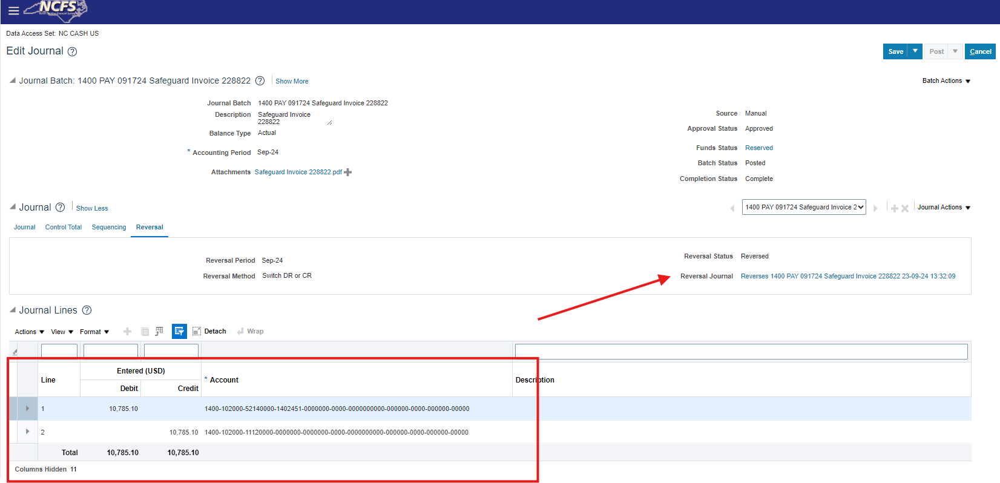 NCFS
Data Access Set: NC CASH US
Edit Journal ?
Save Post Cancel
Journal Batch: 1400 PAY 091724 Safeguard Invoice 228822 ? Show More
Batch Actions
Journal Batch 1400 PAY 091724 Safeguard Invoice 228822
Description Safeguard Invoice
228822
Balance Type Actual
* Accounting Period Sep-24
Attachments Safeguard Invoice 228822.pdf
Source Manual
Approval Status Approved
Funds Status Reserved
Batch Status Posted
Completion Status Complete
Journal ? Show Less
1400 PAY 091724 Safeguard Invoice 2
Journal Actions
Journal Control Total Sequencing Reversal
Reversal Period Sep-24
Reversal Method Switch DR or CR
Reversal Status Reversed
Reversal Journal Reverses 1400 PAY 091724 Safeguard Invoice 228822 23-09-24 13:32:09
Journal Lines ?
Actions View Format Detach Wrap
Line Entered (USD) * Account Description
Debit Credit
1 10,785.10 1400-102000-52140000-1402451-0000000-0000-0000000000-000000-0000-000000-00000
2 10,785.10 1400-102000-11120000-0000000-0000000-0000-0000000000-000000-0000-000000-00000
Total 10,785.10 10,785.10
Columns Hidden 11